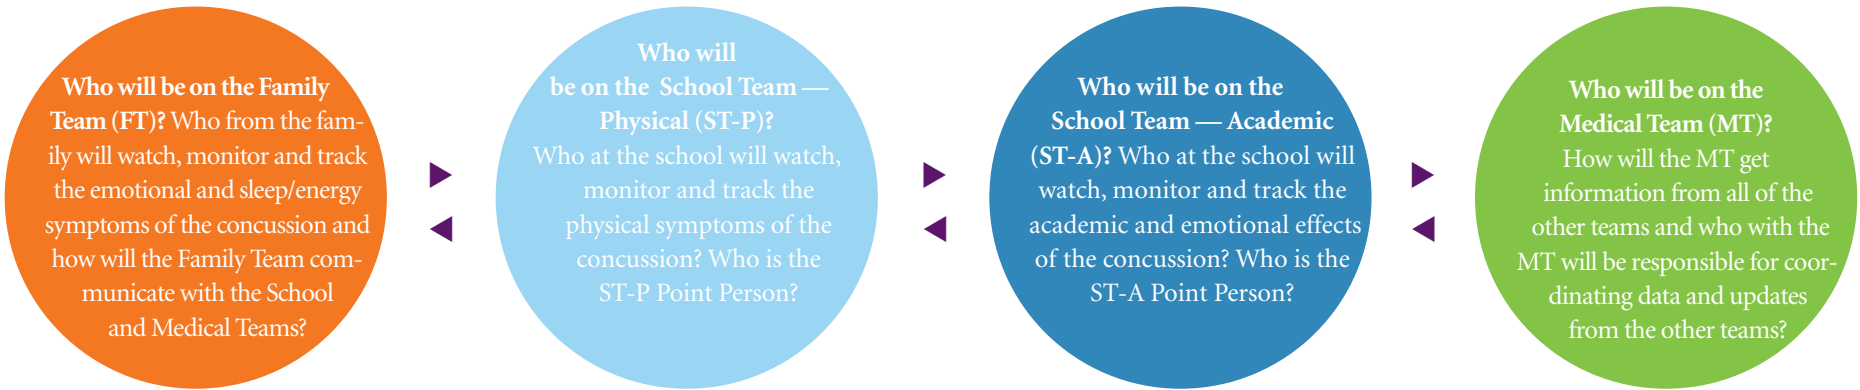 Who will be on the Family
Team (FT)? Who from the fam-
ily will watch, monitor and track
the emotional and sleep/energy
symptoms of the concussion and
how will the Family Team com-
municate with the School
and Medical Teams?
Who will
be on the School Team —
Physical (ST-P)?
Who at the school will watch,
monitor and track the
physical symptoms of the
concussion? Who is the
ST-P Point Person?
Who will be on the
School Team — Academic
(ST-A)? Who at the school will
watch, monitor and track the
academic and emotional effects
of the concussion? Who is the
ST-A Point Person?
Who will be on the
Medical Team (MT)?
How will the MT get
information from all of the
other teams and who with the
MT will be responsible for coor-
dinating data and updates
from the other teams?